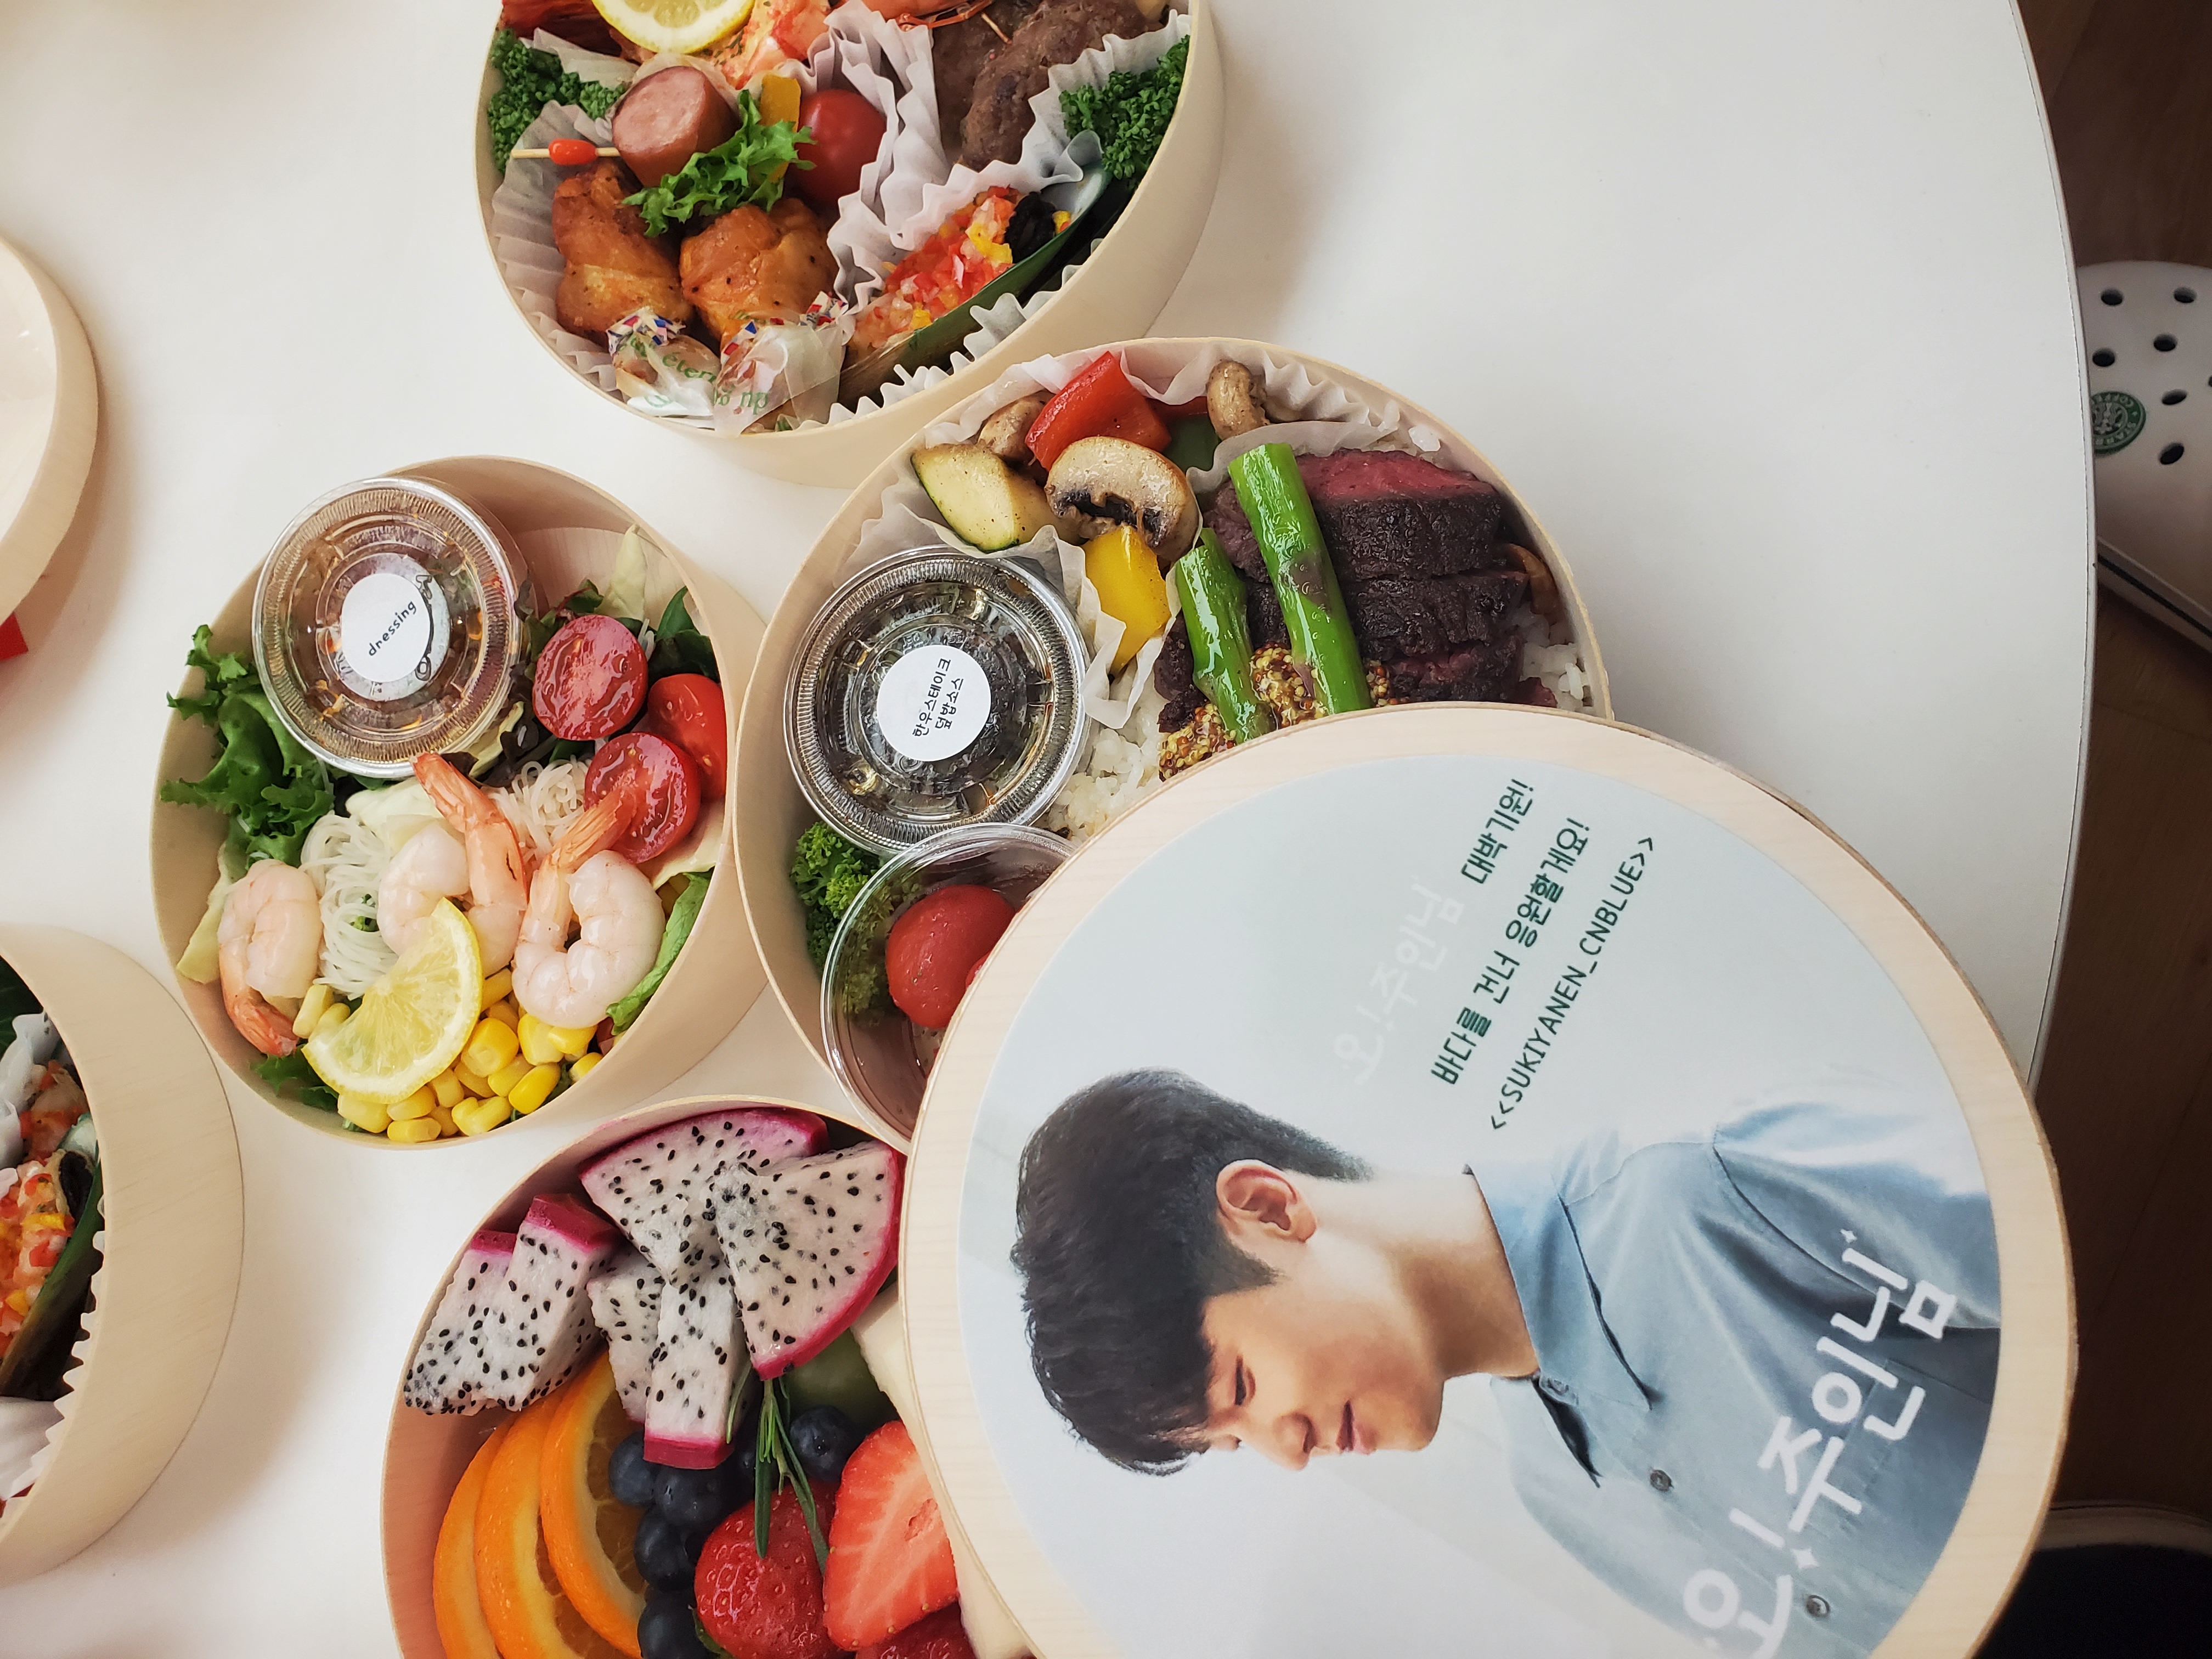 dressing
한우스테이크
덮밥소스
오!주인님 대박기원!
바다를 건너 응원할게요!
<<SUKIYANEN_CNBLUE>>
오!주인님